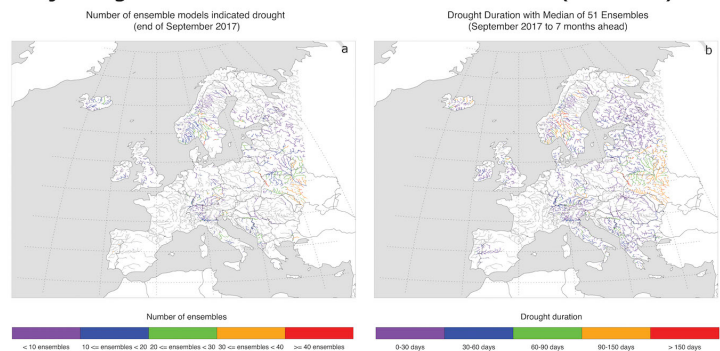 Number of ensemble models indicated drought
(end of September 2017)
a
Number of ensembles
< 10 ensembles
10 <= ensembles < 20
20 <= ensembles < 30
30 <= ensembles < 40
>= 40 ensembles
Drought Duration with Median of 51 Ensembles
(September 2017 to 7 months ahead)
b
Drought duration
0-30 days
30-60 days
60-90 days
90-150 days
> 150 days